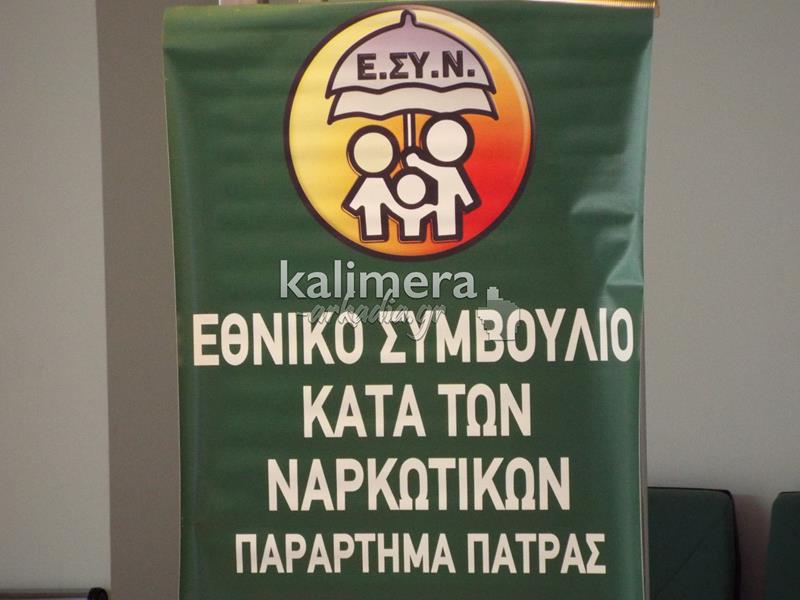 Ε.ΣΥ.Ν.
kalimera
arkadia.gr
ΕΘΝΙΚΟ ΣΥΜΒΟΥΛΙΟ
ΚΑΤΑ ΤΩΝ
ΝΑΡΚΩΤΙΚΩΝ
ΠΑΡΑΡΤΗΜΑ ΠΑΤΡΑΣ